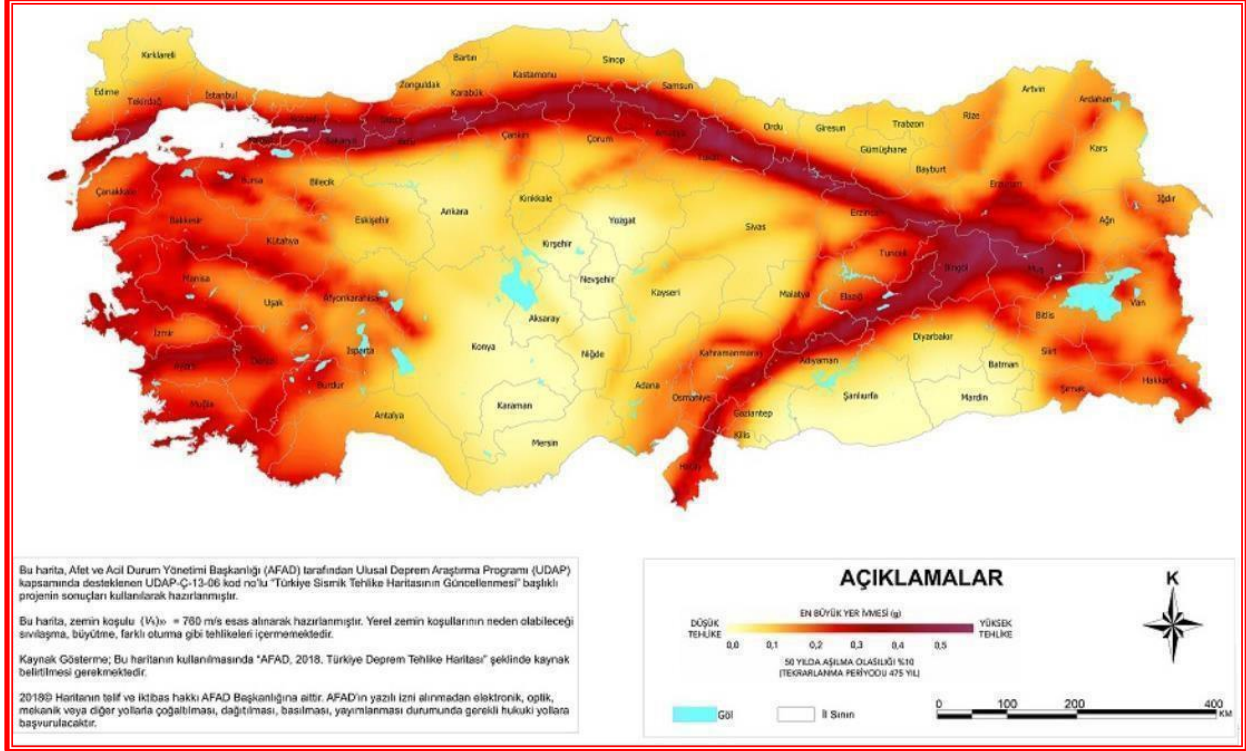 Kırklareli
Edirne
Tekirdağ
İstanbul
Zonguldak
Bartın
Karabük
Kastamonu
Sinop
Samsun
Ordu
Giresun
Trabzon
Rize
Artvin
Ardahan
Kars
Gümüşhane
Bayburt
Iğdır
Ağrı
Çanakkale
Bursa
Bilecik
Eskişehir
Ankara
Çankırı
Çorum
Kırıkkale
Yozgat
Sivas
Tunceli
Bingöl
Muş
Van
Balıkesir
Kütahya
Manisa
Uşak
Kırşehir
Nevşehir
Kayseri
Malatya
Elazığ
Bitlis
Siirt
İzmir
Aksaray
Konya
Niğde
Diyarbakır
Batman
Hakkari
Isparta
Burdur
Muğla
Antalya
Karaman
Mersin
Adana
Osmaniye
Adıyaman
Gaziantep
Kilis
Şanlıurfa
Mardin
Şırnak
Bu harita, Afet ve Acil Durum Yönetimi Başkanlığı (AFAD) tarafından Ulusal Deprem Araştırma Programı (UDAP)
kapsamında desteklenen UDAP-Ç-13-06 kod no'lu "Türkiye Sismik Tehlike Haritasının Güncellenmesi" başlıklı
projenin sonuçları kullanılarak hazırlanmıştır.
Bu harita, zemin koşulu = 760 m/s esas alınarak hazırlanmıştır. Yerel zemin koşullarının neden olabileceği
sıvılaşma, büyütme, farklı oturma gibi tehlikeleri içermemektedir.
Kaynak Gösterme; Bu haritanın kullanılmasında "AFAD, 2018. Türkiye Deprem Tehlike Haritası" şeklinde kaynak
belirtilmesi gerekmektedir.
2018© Haritanın telif ve iktibas hakkı AFAD Başkanlığına aittir. AFAD'ın yazılı izni alınmadan elektronik, optik,
mekanik veya diğer yollarla çoğaltılması, dağıtılması, basılması, yayımlanması durumunda gerekli hukuki yollara
başvurulacaktır.
AÇIKLAMALAR
EN BÜYÜK YER İVMESİ (g)
DÜŞÜK
TEHLİKE
YÜKSEK
TEHLİKE
0,0 0,1 0,2 0,3 0,4 0,5
50 YILDA AŞILMA OLASILIĞI %10
(TEKRARLANMA PERİYODU 475 YIL)
Göl
İl Sınırı
K
0 100 200 400
KM